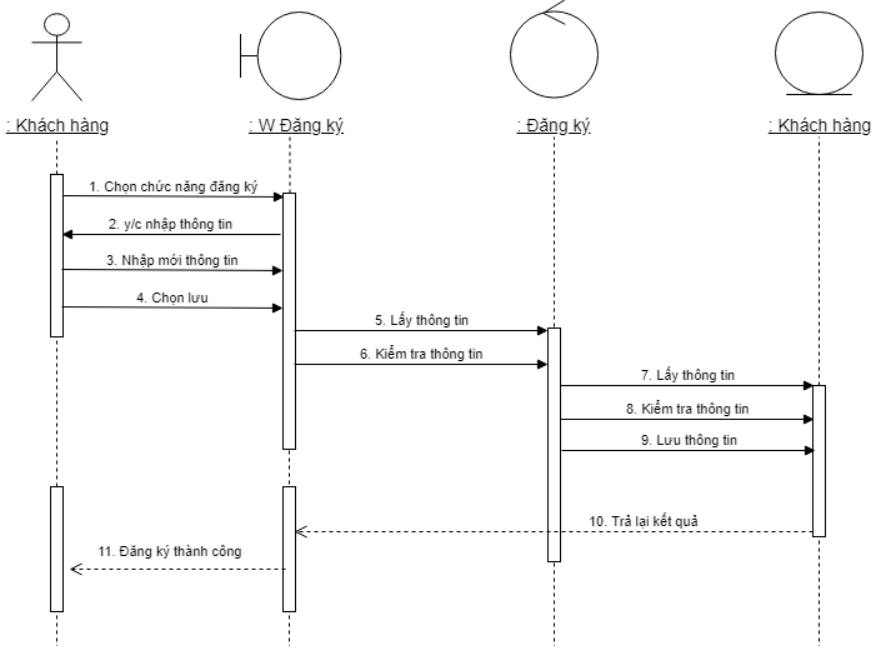 : Khách hàng
: W Đăng ký
: Đăng ký
: Khách hàng
1. Chọn chức năng đăng ký
2. y/c nhập thông tin
3. Nhập mới thông tin
4. Chọn lưu
5. Lấy thông tin
6. Kiểm tra thông tin
7. Lấy thông tin
8. Kiểm tra thông tin
9. Lưu thông tin
10. Trả lại kết quả
11. Đăng ký thành công